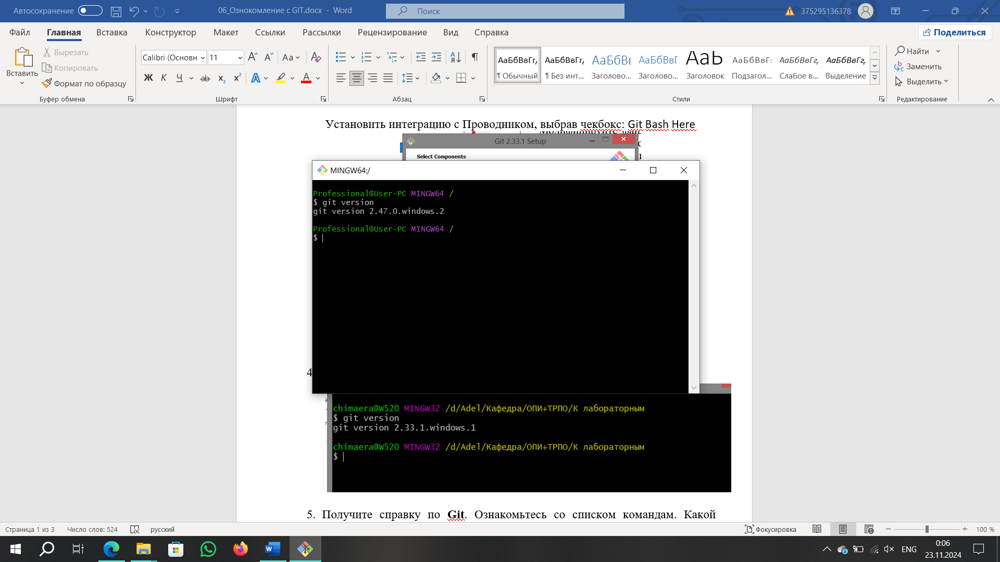 Автосохранение
06_Ознокомление с GIT.docx - Word
Поиск
375295136378
Файл Главная Вставка Конструктор Макет Ссылки Рассылки Рецензирование Вид Справка
Поделиться
Вставить
Вырезать
Копировать
Формат по образцу
Буфер обмена
Calibri (Основн 11
Aa
Ж К Ч ab x₂ x² A A
Шрифт
Абзац
АаБбВвГг, АаБбВвГг, АаБбВı АаБбВвГ АаЬ АаБбВвГı АаБбВвГг, АаБбВвГг,
¶ Обычный ¶ Без инт... Заголово... Заголово... Заголовок Подзагол... Слабое в... Выделение
Стили
Найти
Заменить
Выделить
Редактирование
Установить интеграцию с Проводником, выбрав чекбокс: Git Bash Here
Git 2.33.1 Setup
Select Components
MINGW64:/
Professional@User-PC MINGW64 /
$ git version
git version 2.47.0.windows.2
Professional@User-PC MINGW64 /
$
4
chimaera@W520 MINGW32 /d/Adel/Кафедра/ОПИ+ТРПО/К лабораторным
$ git version
git version 2.33.1.windows.1
chimaera@W520 MINGW32 /d/Adel/Кафедра/ОПИ+ТРПО/К лабораторным
$
5. Получите справку по Git. Ознакомьтесь со списком командам. Какой
Страница 1 из 3 Число слов: 524 русский
Фокусировка
100 %
ENG
0:06
23.11.2024